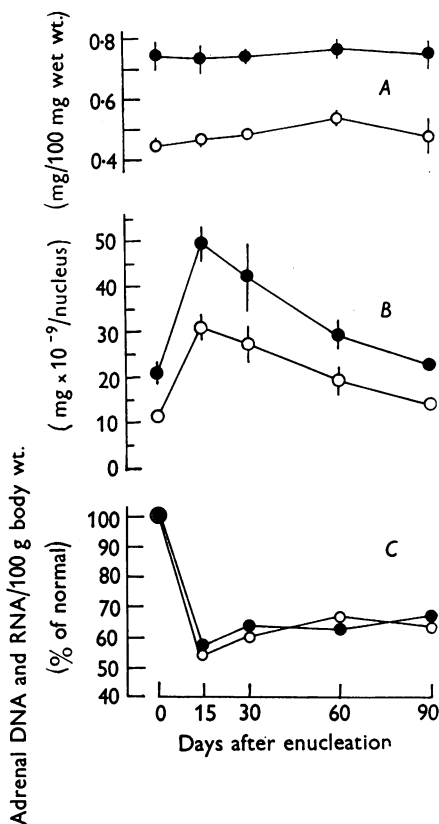 Adrenal DNA and RNA/100 g body wt.
(mg/100 mg wet wt.)
0·8
0·6
0·4
A
(mg × 10⁻⁹/nucleus)
50
40
30
20
10
0
B
(% of normal)
100
90
80
70
60
50
40
C
0 15 30 60 90
Days after enucleation